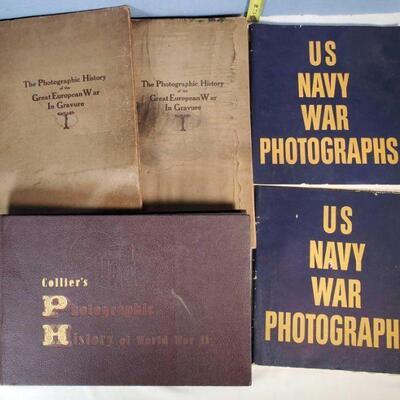 The Photographic History
of the
Great European War
In Gravure
The Photographic History
of the
Great European War
In Gravure
US
NAVY
WAR
PHOTOGRAPHS
Collier's
Photographic
History of World War II
US
NAVY
WAR
PHOTOGRAPH